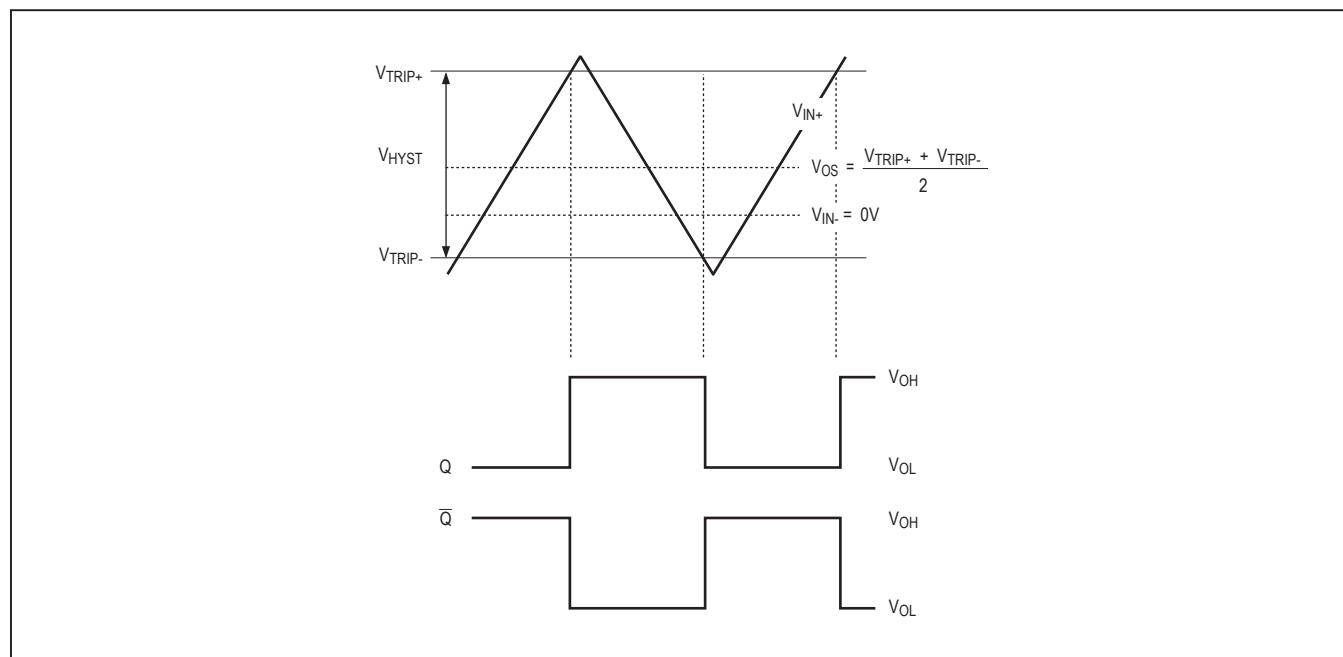 VTRIP+
VIN+
VHYST
VOS = VTRIP+ + VTRIP-
2
VIN- = 0V
VTRIP-
VOH
Q
VOL
Q̅
VOH
VOL